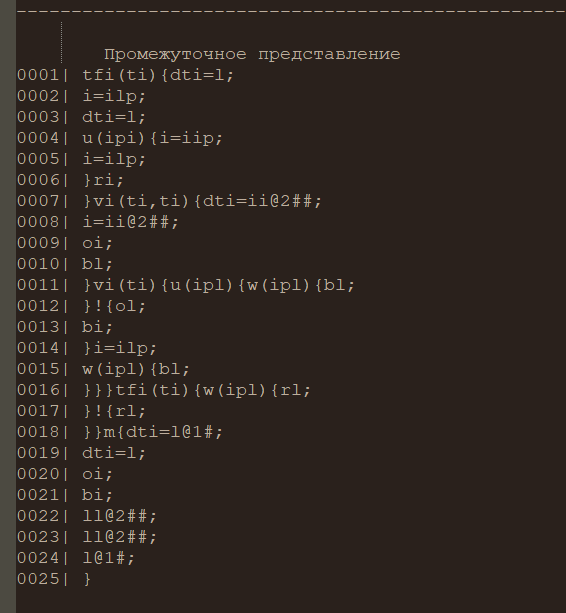 ----------------------------------------------------
Промежуточное представление
0001| tfi(ti){dti=l;
0002| i=ilp;
0003| dti=l;
0004| u(ipi){i=iip;
0005| i=ilp;
0006| }ri;
0007| }vi(ti,ti){dti=ii@2##;
0008| i=ii@2##;
0009| oi;
0010| bl;
0011| }vi(ti){u(ipl){w(ipl){bl;
0012| }!{ol;
0013| bi;
0014| }i=ilp;
0015| w(ipl){bl;
0016| }}}tfi(ti){w(ipl){rl;
0017| }!{rl;
0018| }}m{dti=l@1#;
0019| dti=l;
0020| oi;
0021| bi;
0022| ll@2##;
0023| ll@2##;
0024| l@1#;
0025| }